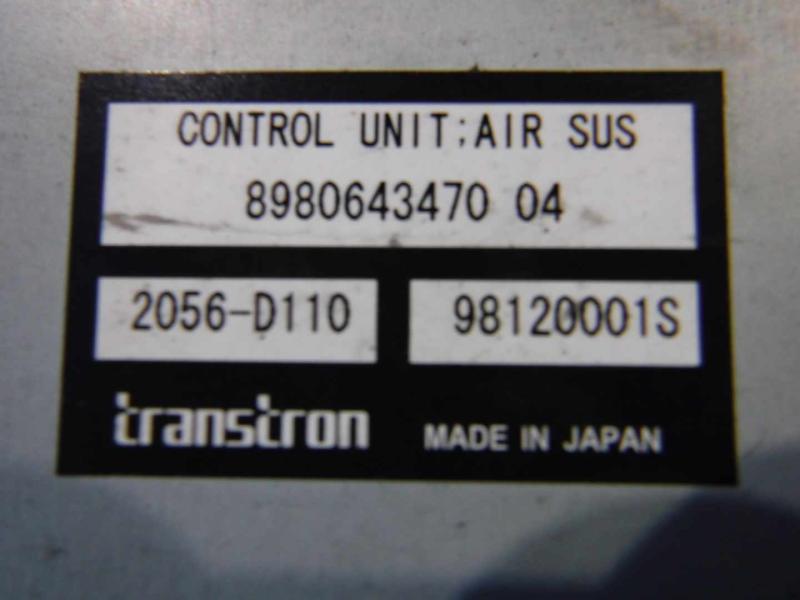 CONTROL UNIT;AIR SUS
8980643470 04
2056-D110
98120001S
transtron
MADE IN JAPAN